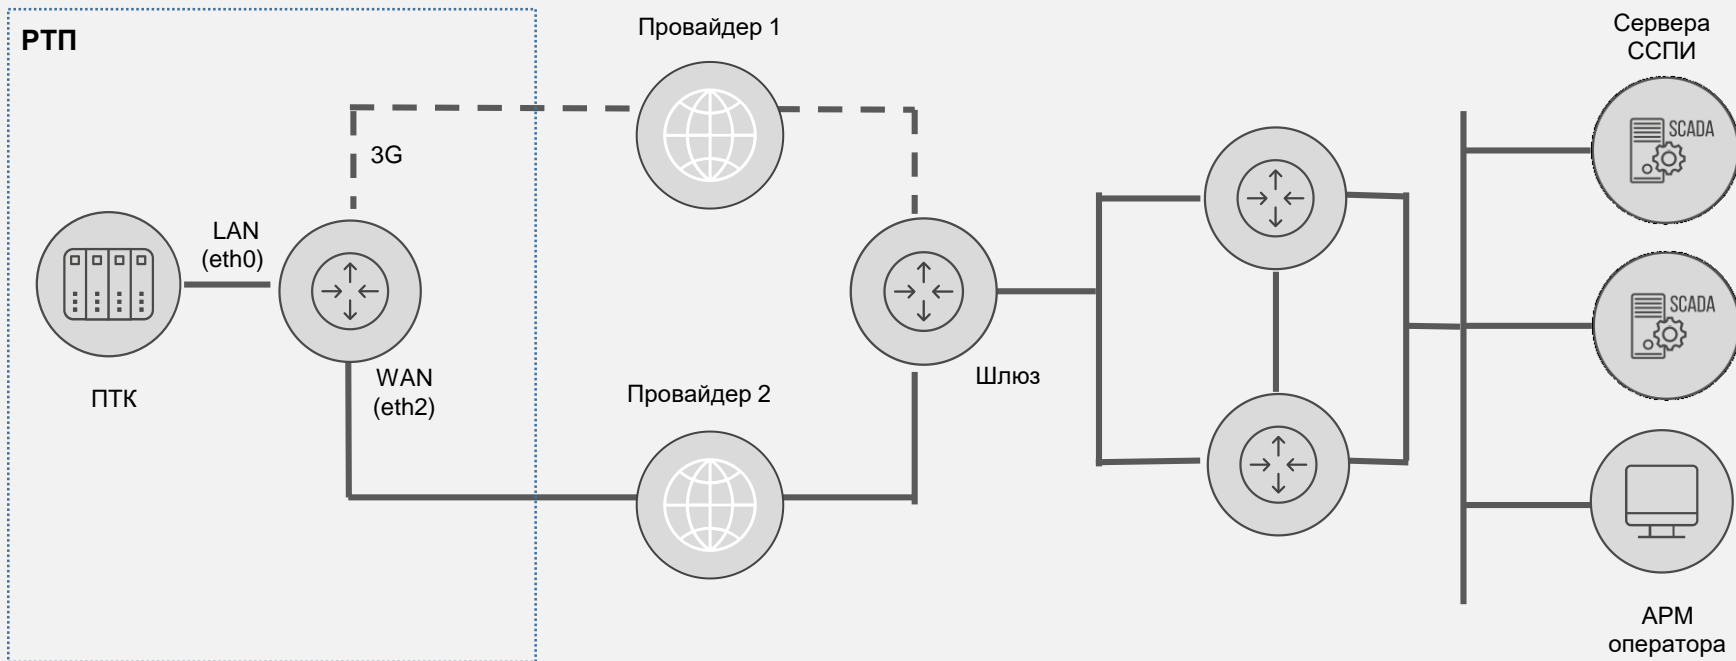 РТП
Провайдер 1
Сервера
ССПИ
SCADA
3G
LAN
(eth0)
SCADA
WAN
(eth2)
Шлюз
ПТК
Провайдер 2
АРМ
оператора